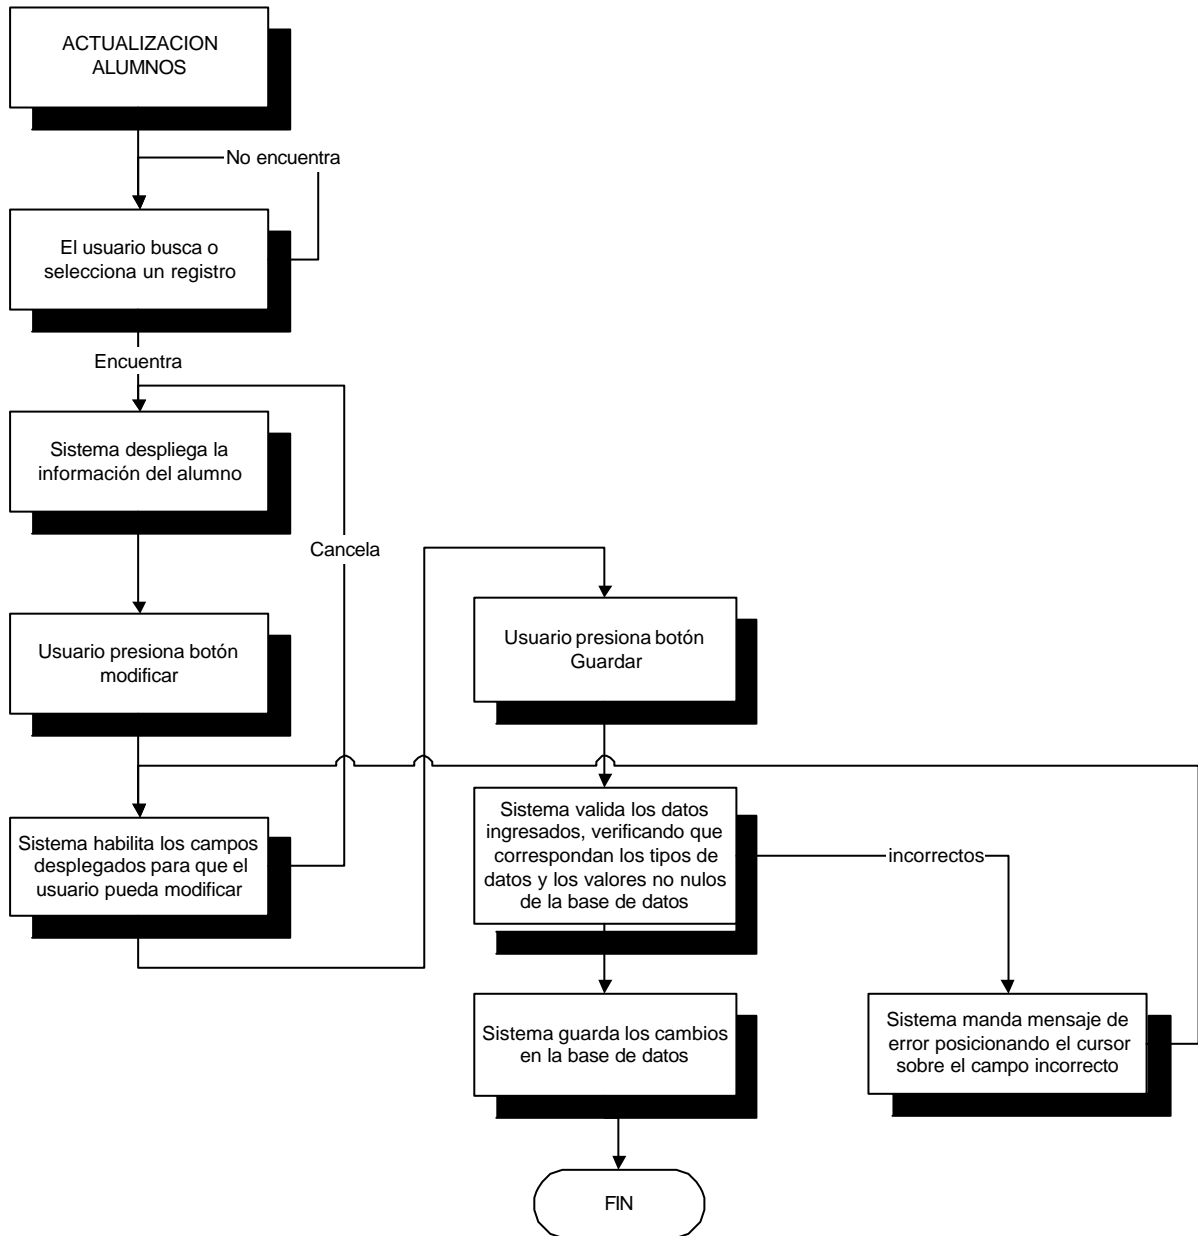 ACTUALIZACION
ALUMNOS
No encuentra
El usuario busca o
selecciona un registro
Encuentra
Sistema despliega la
información del alumno
Cancela
Usuario presiona botón
modificar
Usuario presiona botón
Guardar
Sistema habilita los campos
desplegados para que el
usuario pueda modificar
Sistema valida los datos
ingresados, verificando que
correspondan los tipos de
datos y los valores no nulos
de la base de datos
incorrectos
Sistema guarda los cambios
en la base de datos
Sistema manda mensaje de
error posicionando el cursor
sobre el campo incorrecto
FIN